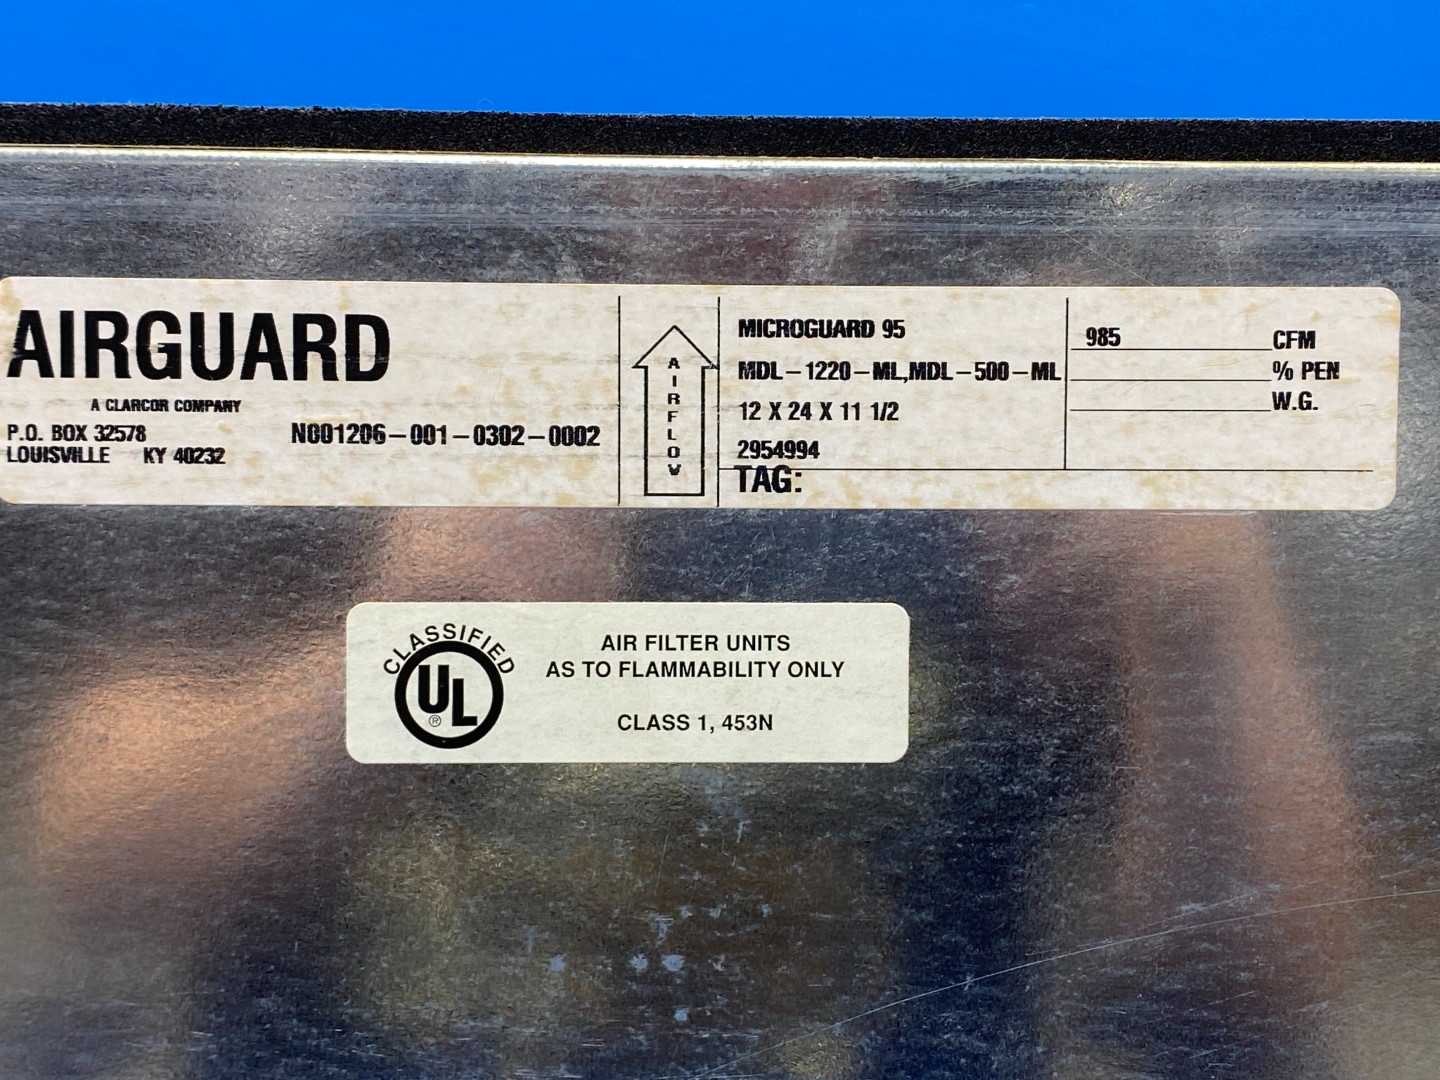 AIRGUARD
A CLARCOR COMPANY
P.O. BOX 32578
LOUISVILLE KY 40232
N001206-001-0302-0002
AIRFLOW
MICROGUARD 95
MDL-1220-ML,MDL-500-ML
12 X 24 X 11 1/2
2954994
TAG:
985 CFM
% PEN
W.G.
CLASSIFIED
UL ®
AIR FILTER UNITS
AS TO FLAMMABILITY ONLY
CLASS 1, 453N